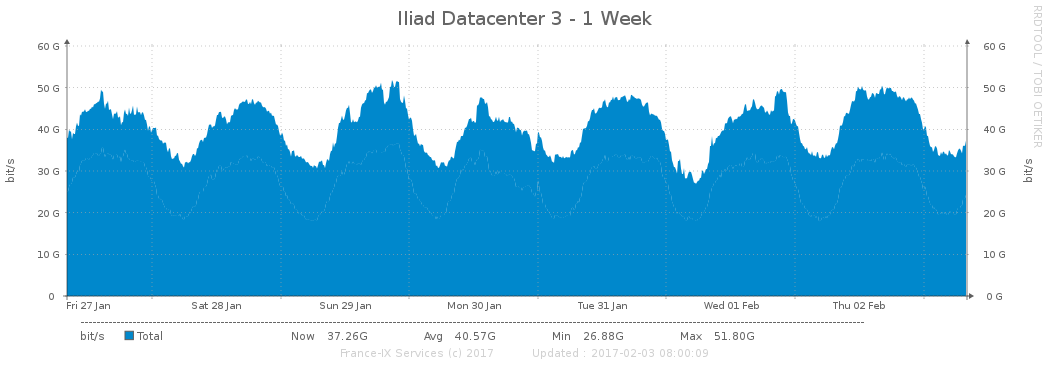 Iliad Datacenter 3 - 1 Week
RRDTOOL / TOBI OETIKER
60 G 60 G
50 G 50 G
40 G 40 G
30 G 30 G
20 G 20 G
10 G 10 G
0 0 G
bit/s bit/s
Fri 27 Jan Sat 28 Jan Sun 29 Jan Mon 30 Jan Tue 31 Jan Wed 01 Feb Thu 02 Feb
bit/s Total Now 37.26G Avg 40.57G Min 26.88G Max 51.80G
France-IX Services (c) 2017 Updated : 2017-02-03 08:00:09